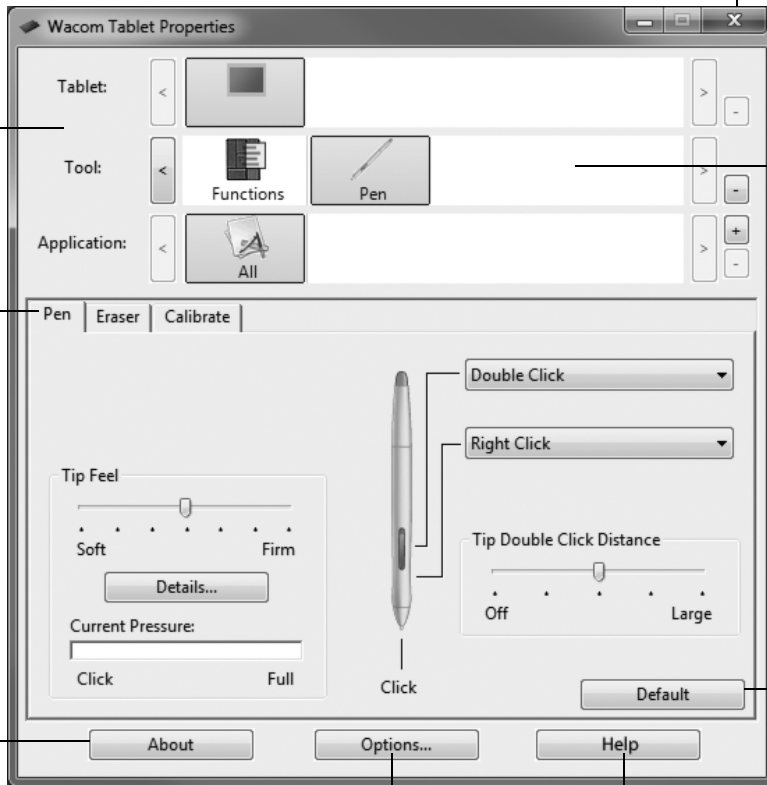 Wacom Tablet Properties
Tablet:
< > -
Tool:
< Functions Pen > -
Application:
< All > + -
Pen Eraser Calibrate
Double Click
Right Click
Tip Feel
Soft Firm
Details...
Current Pressure:
Click Full
Click
Tip Double Click Distance
Off Large
Default
About Options... Help